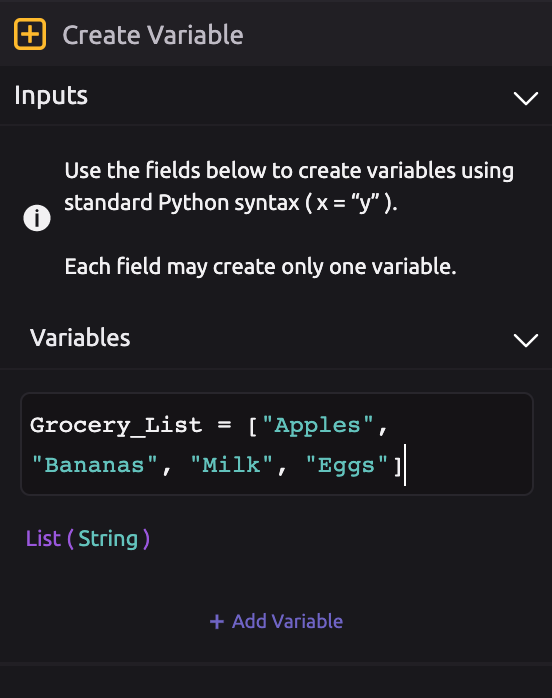 Create Variable
Inputs
Use the fields below to create variables using
standard Python syntax ( x = “y” ).
Each field may create only one variable.
Variables
Grocery_List = ["Apples",
"Bananas", "Milk", "Eggs"]
List ( String )
+ Add Variable